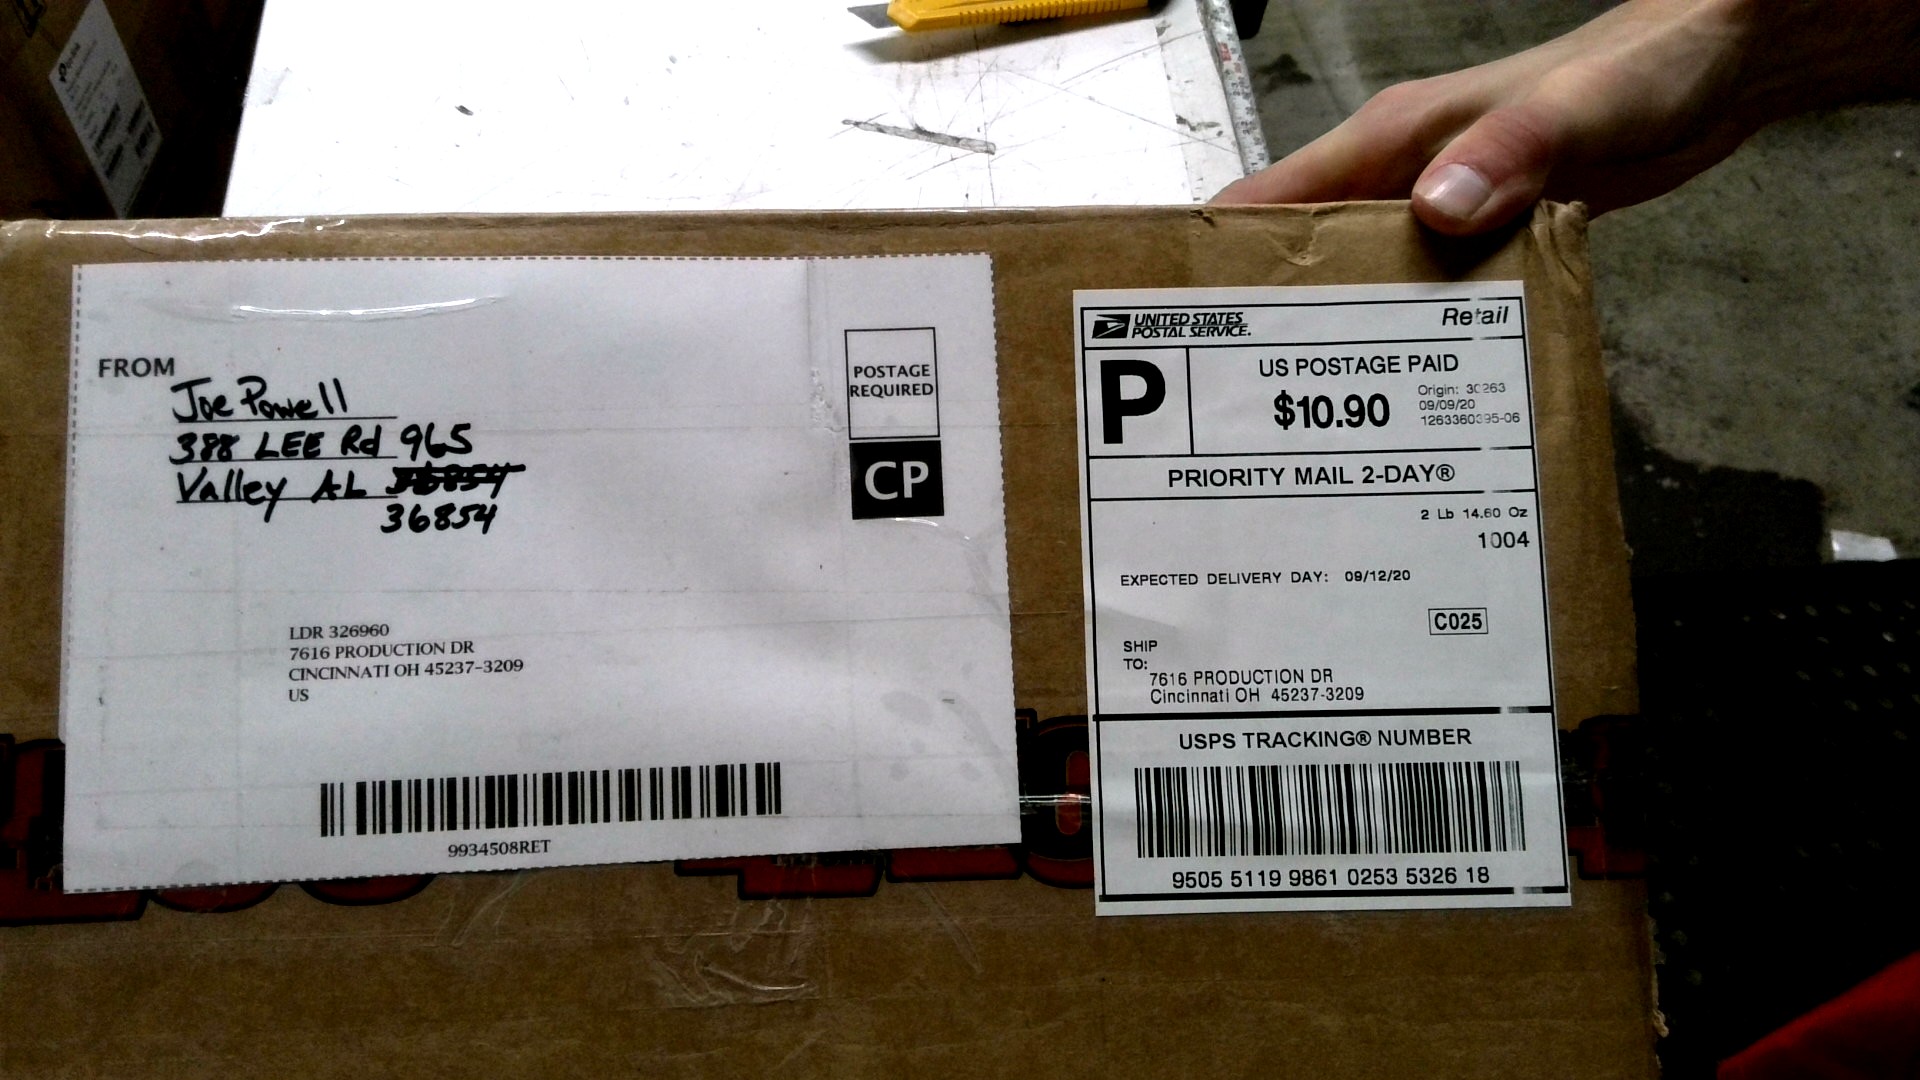 FROM
Joe Powell
388 LEE Rd 965
Valley AL 36854
36854
POSTAGE
REQUIRED
CP
LDR 326960
7616 PRODUCTION DR
CINCINNATI OH 45237-3209
US
9934508RET
UNITED STATES
POSTAL SERVICE.
Retail
P
US POSTAGE PAID
$10.90
Origin: 30263
09/09/20
1263360395-06
PRIORITY MAIL 2-DAY®
2 Lb 14.60 Oz
1004
EXPECTED DELIVERY DAY: 09/12/20
C025
SHIP
TO:
7616 PRODUCTION DR
Cincinnati OH 45237-3209
USPS TRACKING® NUMBER
9505 5119 9861 0253 5326 18